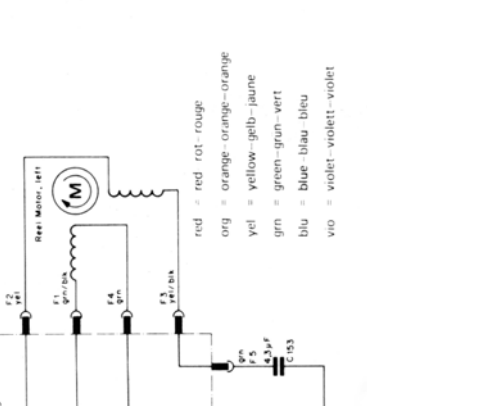 Reel Motor, left
M
F2
yel
F1
grn/blk
F4
grn
F3
yel/blk
grn
F5
4,3µF
C153
red = red rot-rouge
org = orange-orange-orange
yel = yellow-gelb-jaune
grn = green-grun-vert
blu = blue-blau-bleu
vio = violet-violett-violet